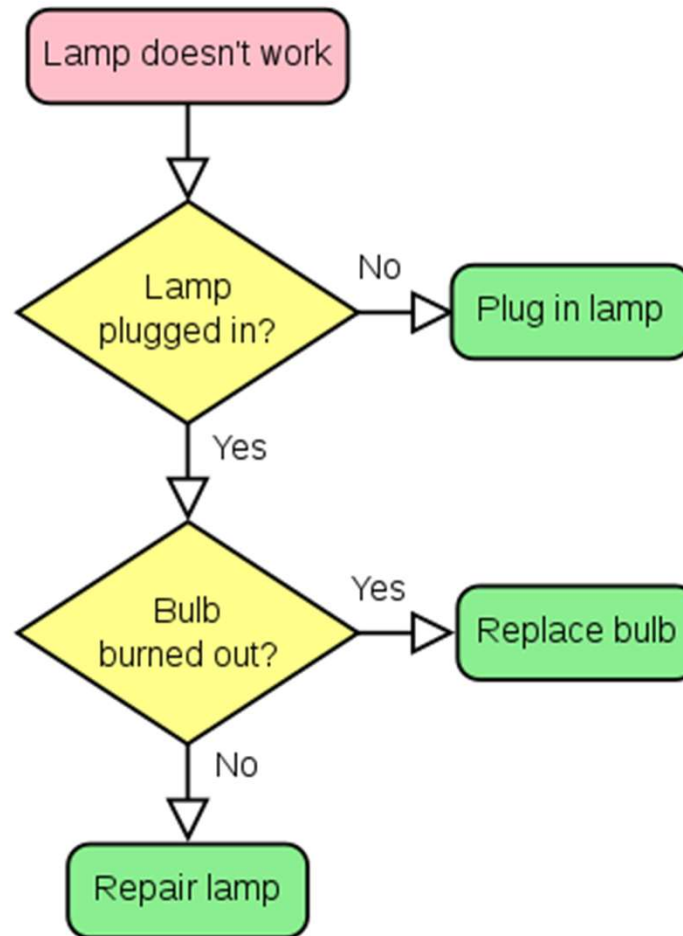 Lamp doesn't work
Lamp
plugged in?
No
Plug in lamp
Yes
Bulb
burned out?
Yes
Replace bulb
No
Repair lamp